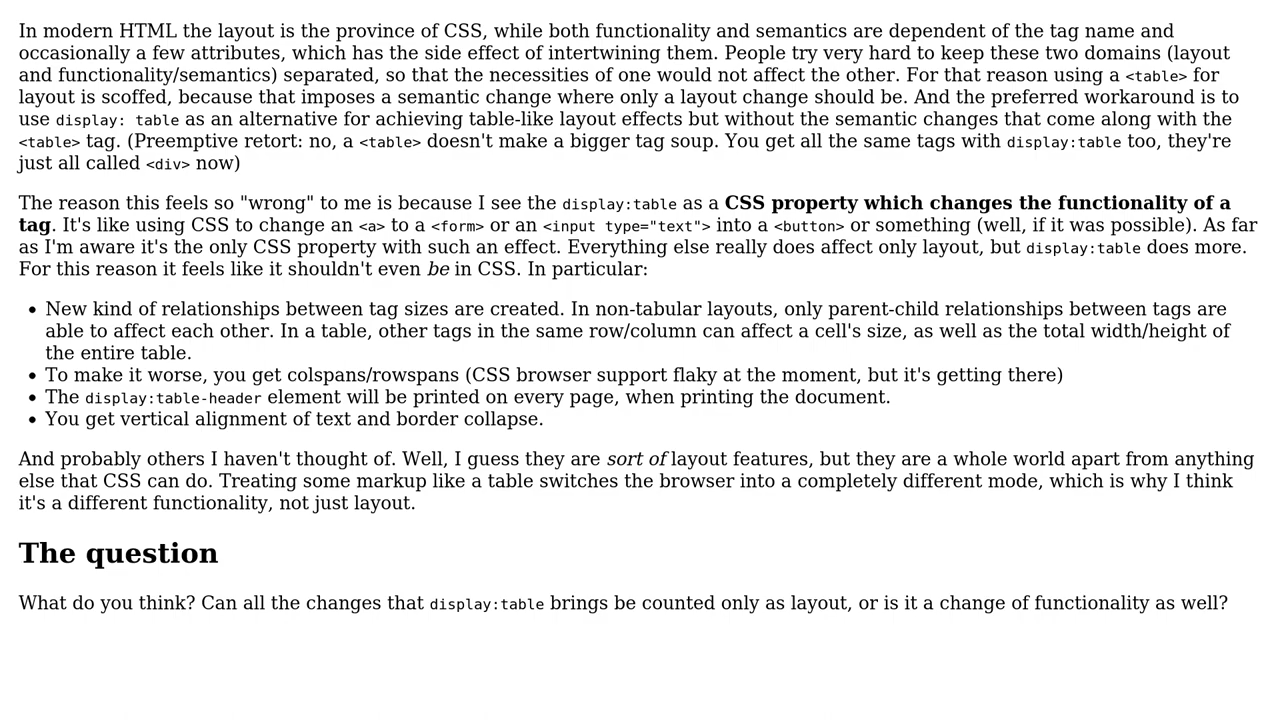 In modern HTML the layout is the province of CSS, while both functionality and semantics are dependent of the tag name and
occasionally a few attributes, which has the side effect of intertwining them. People try very hard to keep these two domains (layout
and functionality/semantics) separated, so that the necessities of one would not affect the other. For that reason using a <table> for
layout is scoffed, because that imposes a semantic change where only a layout change should be. And the preferred workaround is to
use display: table as an alternative for achieving table-like layout effects but without the semantic changes that come along with the
<table> tag. (Preemptive retort: no, a <table> doesn't make a bigger tag soup. You get all the same tags with display:table too, they're
just all called <div> now)
The reason this feels so "wrong" to me is because I see the display:table as a CSS property which changes the functionality of a
tag. It's like using CSS to change an <a> to a <form> or an <input type="text"> into a <button> or something (well, if it was possible). As far
as I'm aware it's the only CSS property with such an effect. Everything else really does affect only layout, but display:table does more.
For this reason it feels like it shouldn't even be in CSS. In particular:
• New kind of relationships between tag sizes are created. In non-tabular layouts, only parent-child relationships between tags are
able to affect each other. In a table, other tags in the same row/column can affect a cell's size, as well as the total width/height of
the entire table.
• To make it worse, you get colspans/rowspans (CSS browser support flaky at the moment, but it's getting there)
• The display:table-header element will be printed on every page, when printing the document.
• You get vertical alignment of text and border collapse.
And probably others I haven't thought of. Well, I guess they are sort of layout features, but they are a whole world apart from anything
else that CSS can do. Treating some markup like a table switches the browser into a completely different mode, which is why I think
it's a different functionality, not just layout.
The question
What do you think? Can all the changes that display:table brings be counted only as layout, or is it a change of functionality as well?